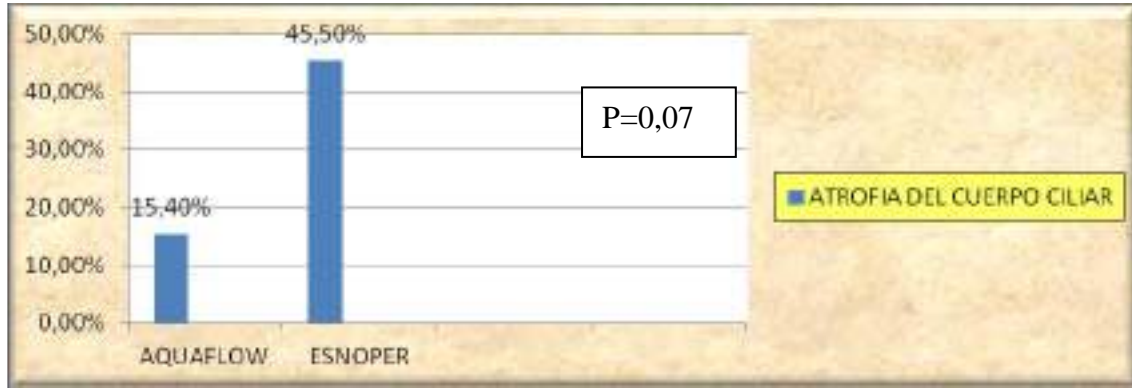 50,00%
40,00%
30,00%
20,00%
10,00%
0,00%
15,40%
45,50%
AQUAFLOW
ESNOPER
P=0,07
ATROFIA DEL CUERPO CILIAR